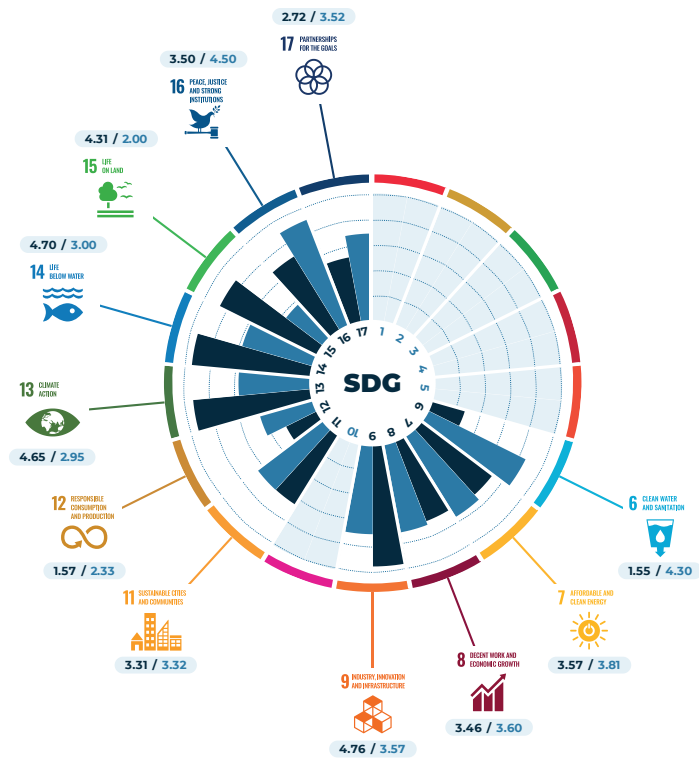 2.72 / 3.52
17 PARTNERSHIPS
FOR THE GOALS
3.50 / 4.50
16 PEACE, JUSTICE
AND STRONG
INSTITUTIONS
4.31 / 2.00
15 LIFE
ON LAND
4.70 / 3.00
14 LIFE
BELOW WATER
13 CLIMATE
ACTION
4.65 / 2.95
12 RESPONSIBLE
CONSUMPTION
AND PRODUCTION
1.57 / 2.33
11 SUSTAINABLE CITIES
AND COMMUNITIES
3.31 / 3.32
9 INDUSTRY, INNOVATION
AND INFRASTRUCTURE
4.76 / 3.57
8 DECENT WORK AND
ECONOMIC GROWTH
3.46 / 3.60
7 AFFORDABLE AND
CLEAN ENERGY
3.57 / 3.81
6 CLEAN WATER
AND SANITATION
1.55 / 4.30
SDG
1
2
3
4
5
6
7
8
9
10
11
12
13
14
15
16
17